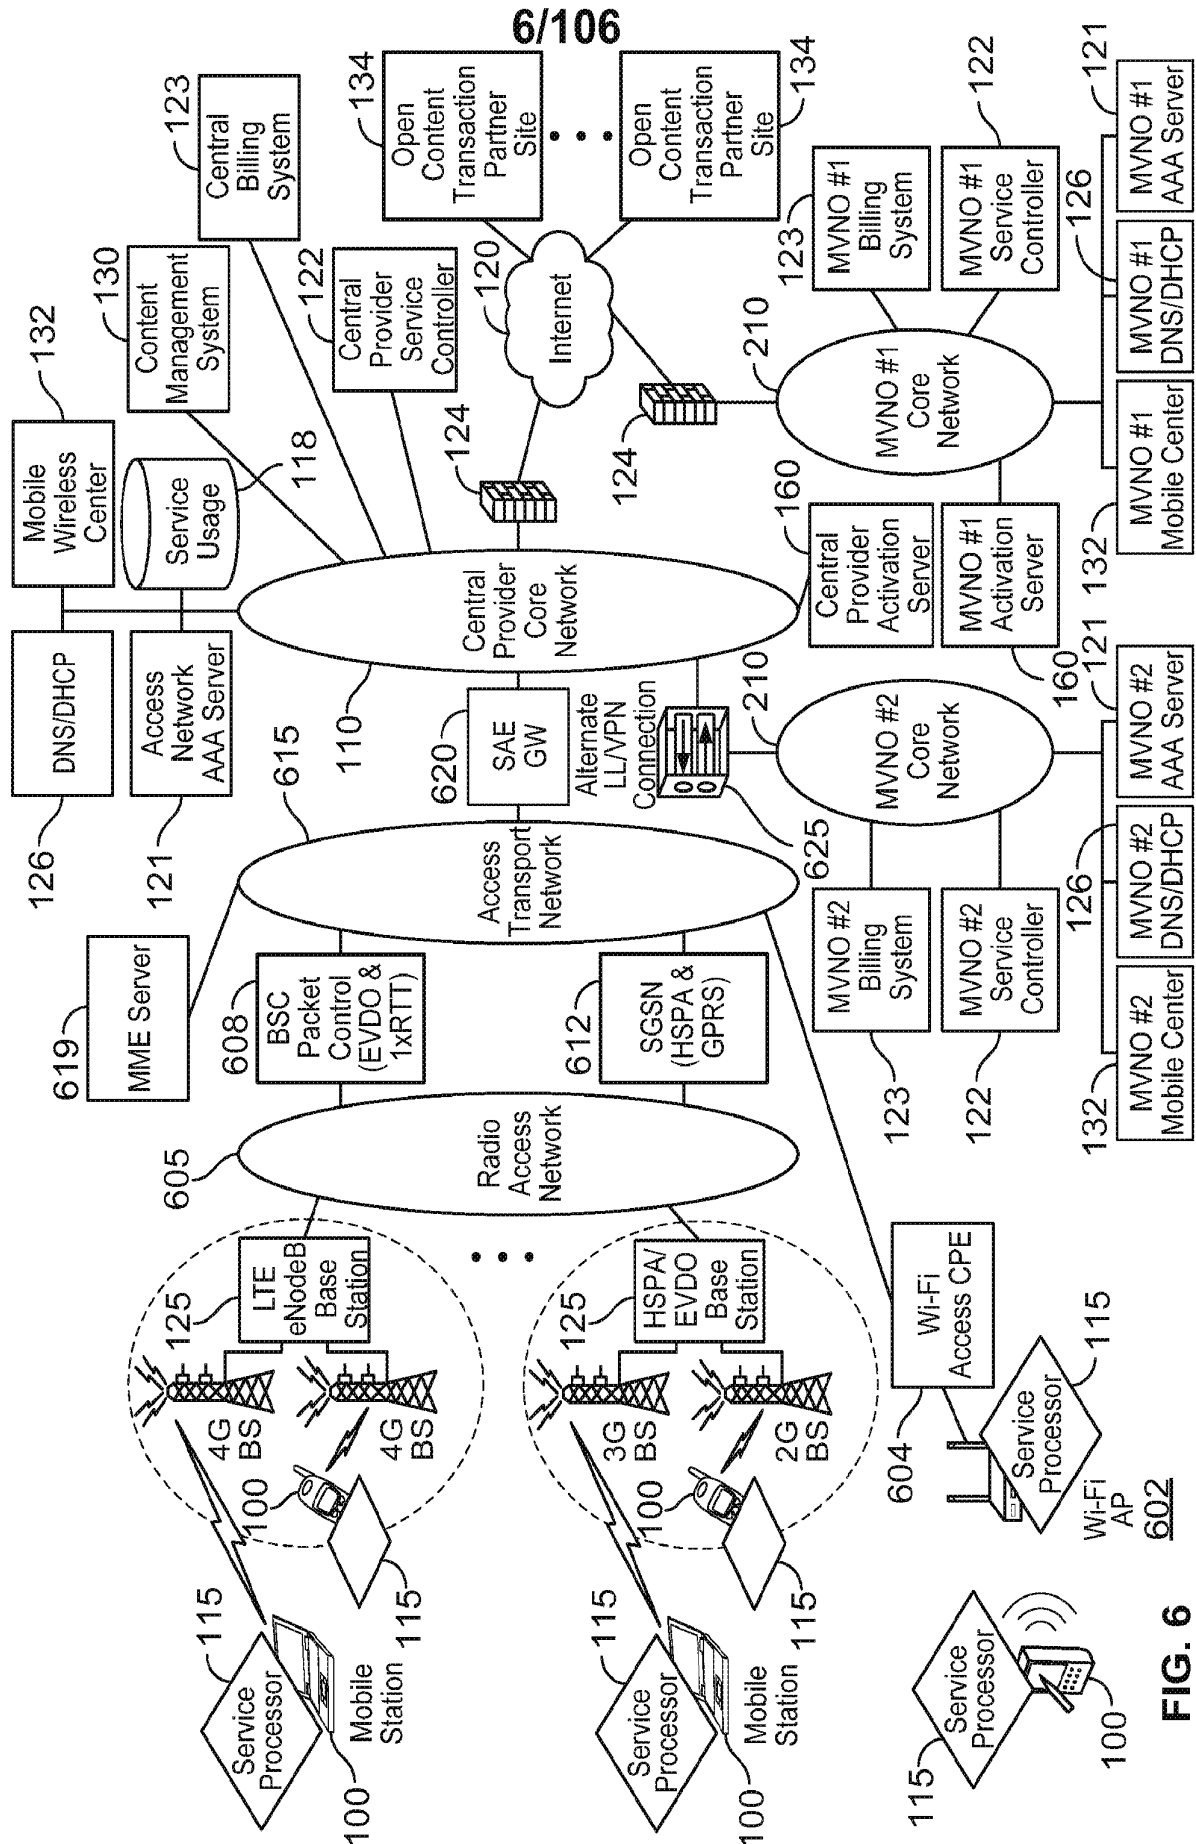 6/106
619
MME Server
126
DNS/DHCP
Mobile
Wireless
Center
132
121
Access
Network
AAA Server
Service
Usage
118
Content
Management
System
130
Central
Billing
System
123
Central
Provider
Service
Controller
122
Open
Content
Transaction
Partner
Site
134
Open
Content
Transaction
Partner
Site
134
Internet
120
124
124
Central
Provider
Core
Network
110
SAE
GW
620
Alternate
LL/VPN
Connection
625
Access
Transport
Network
615
BSC
Packet
Control
(EVDO &
1xRTT)
608
SGSN
(HSPA &
GPRS)
612
Radio
Access
Network
605
LTE
eNodeB
Base
Station
125
4G
BS
4G
BS
100
115
Service
Processor
115
Mobile
Station
100
HSPA/
EVDO
Base
Station
125
3G
BS
2G
BS
100
115
Service
Processor
115
Mobile
Station
100
Wi-Fi
Access CPE
604
Service
Processor
115
Wi-Fi
AP
602
Service
Processor
115
100
Central
Provider
Activation
Server
160
MVNO #1
Activation
Server
160
MVNO #1
Core
Network
210
MVNO #1
Billing
System
123
MVNO #1
Service
Controller
122
MVNO #1
Mobile Center
132
MVNO #1
DNS/DHCP
126
MVNO #1
AAA Server
121
MVNO #2
Core
Network
210
MVNO #2
Billing
System
123
MVNO #2
Service
Controller
122
MVNO #2
Mobile Center
132
MVNO #2
DNS/DHCP
126
MVNO #2
AAA Server
121
FIG. 6